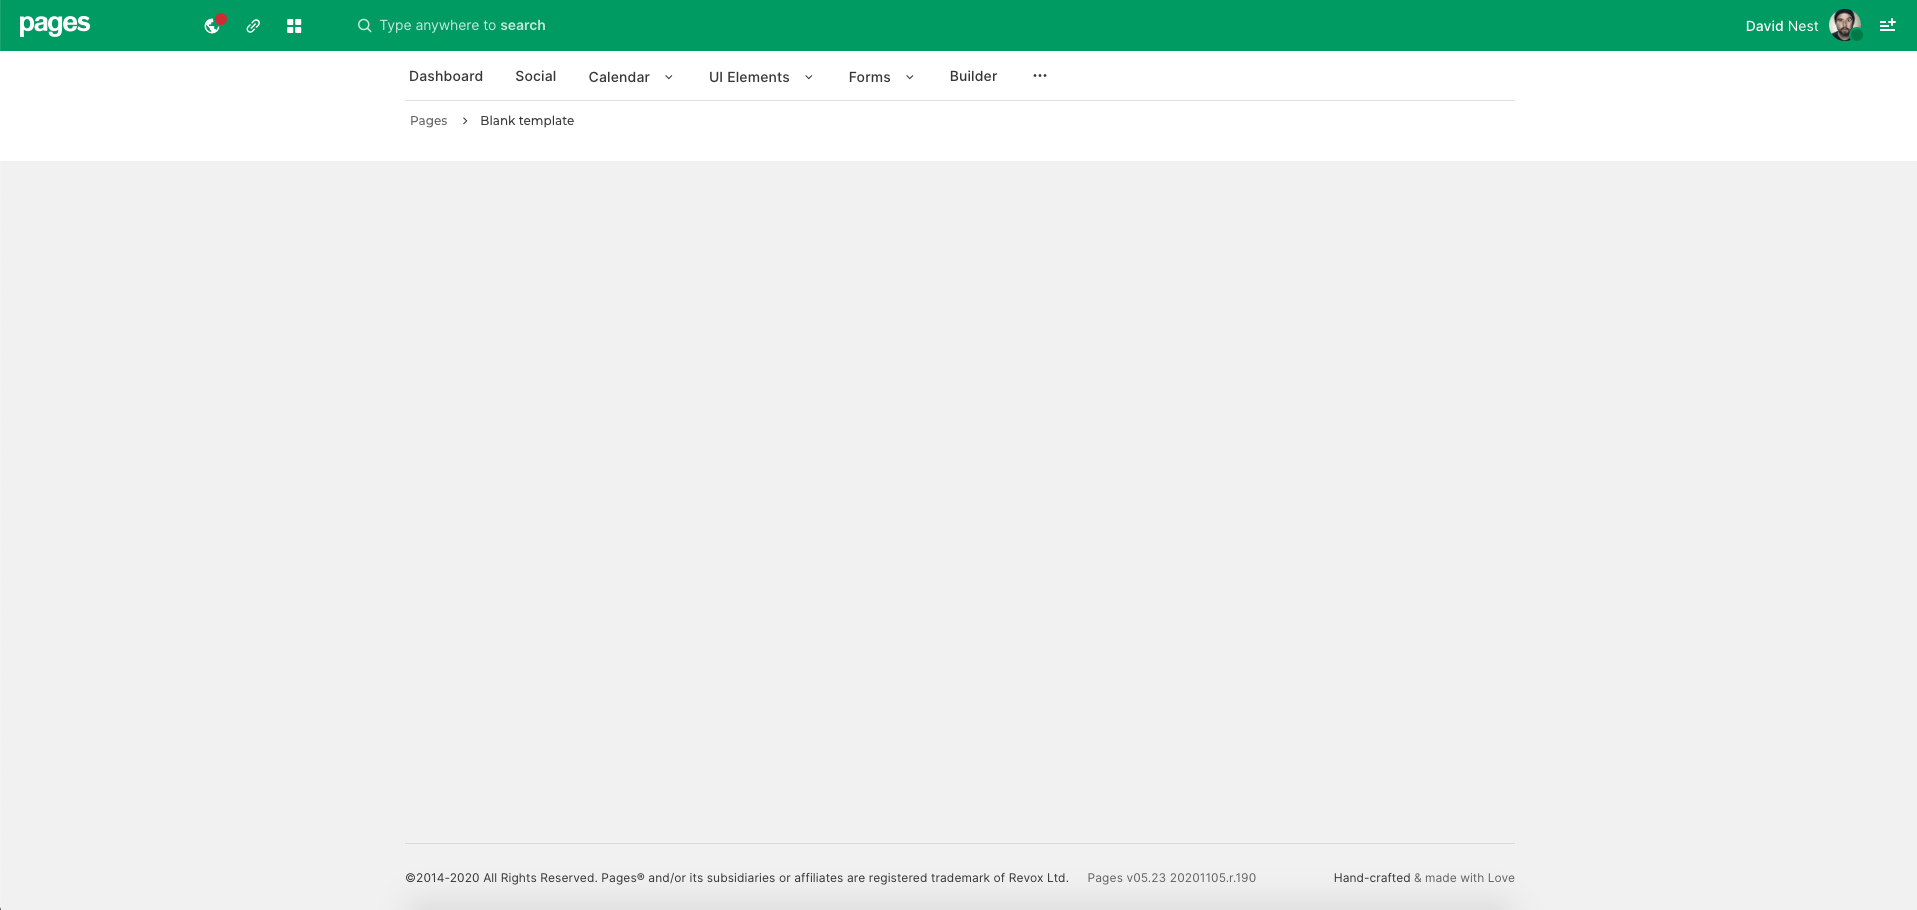 pages
Type anywhere to search
David Nest
Dashboard Social Calendar UI Elements Forms Builder ...
Pages > Blank template
©2014-2020 All Rights Reserved. Pages® and/or its subsidiaries or affiliates are registered trademark of Revox Ltd. Pages v05.23 20201105.r.190 Hand-crafted & made with Love